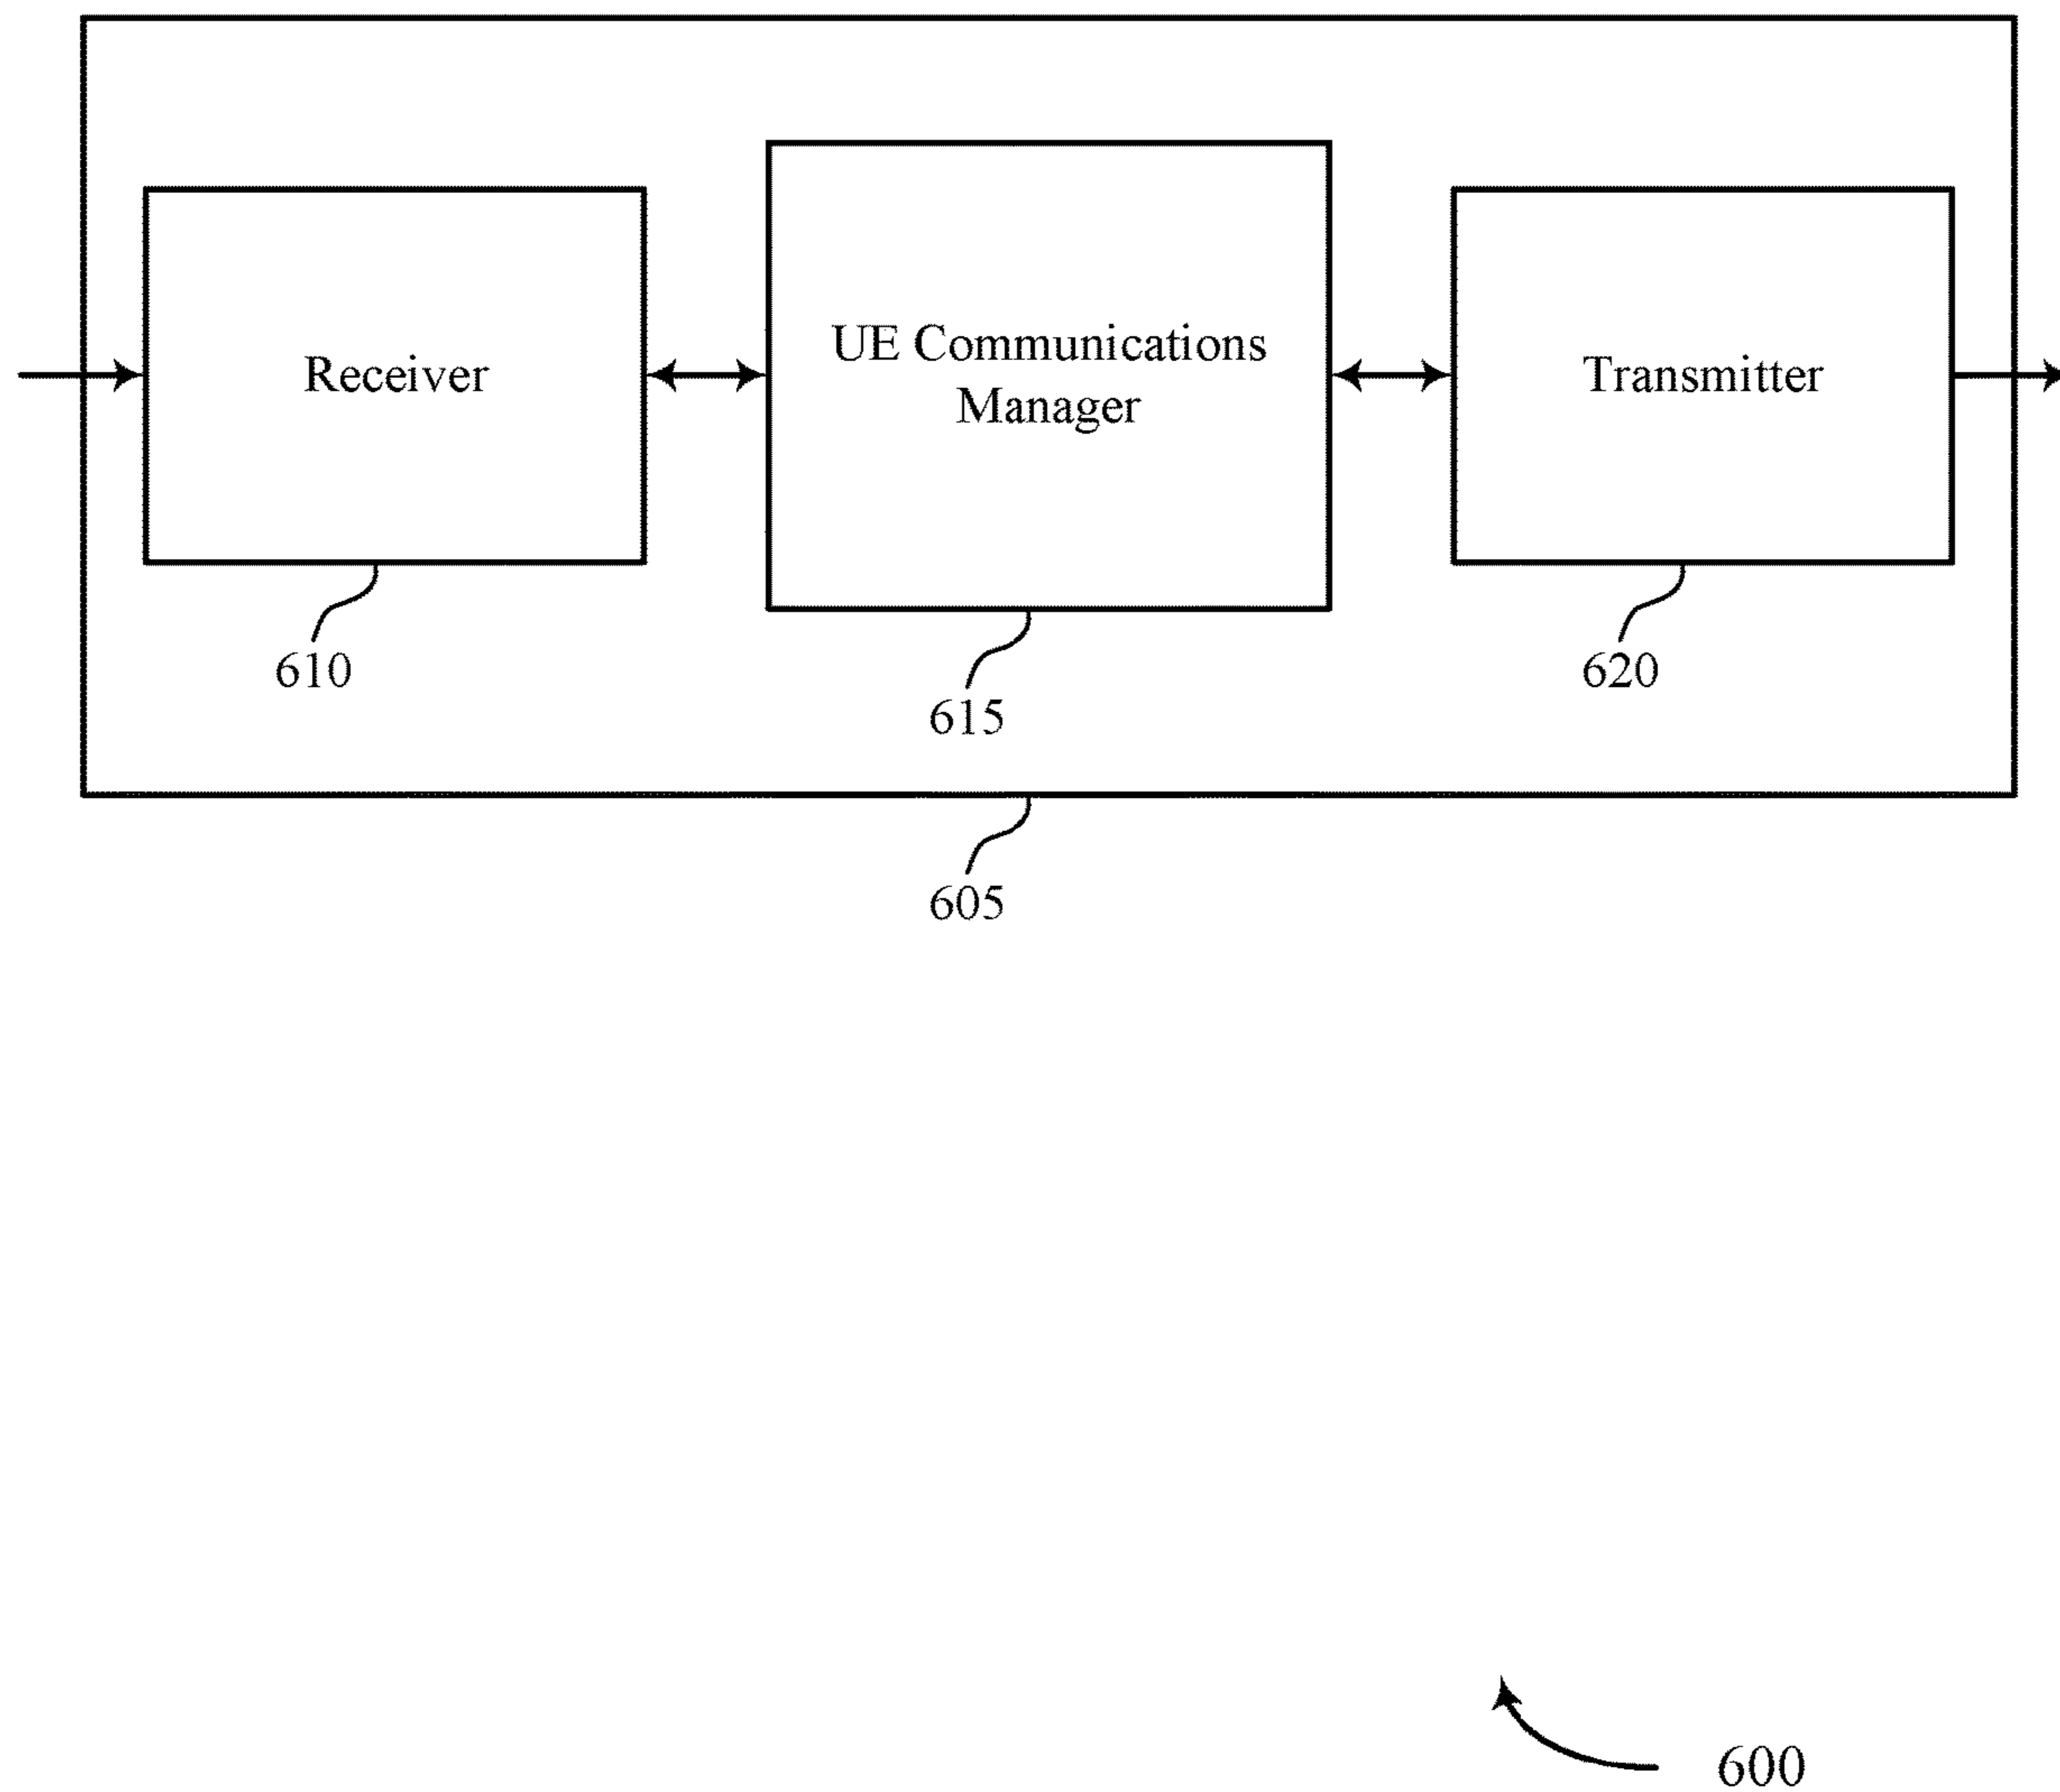 Receiver
UE Communications
Manager
Transmitter
610
615
620
605
600